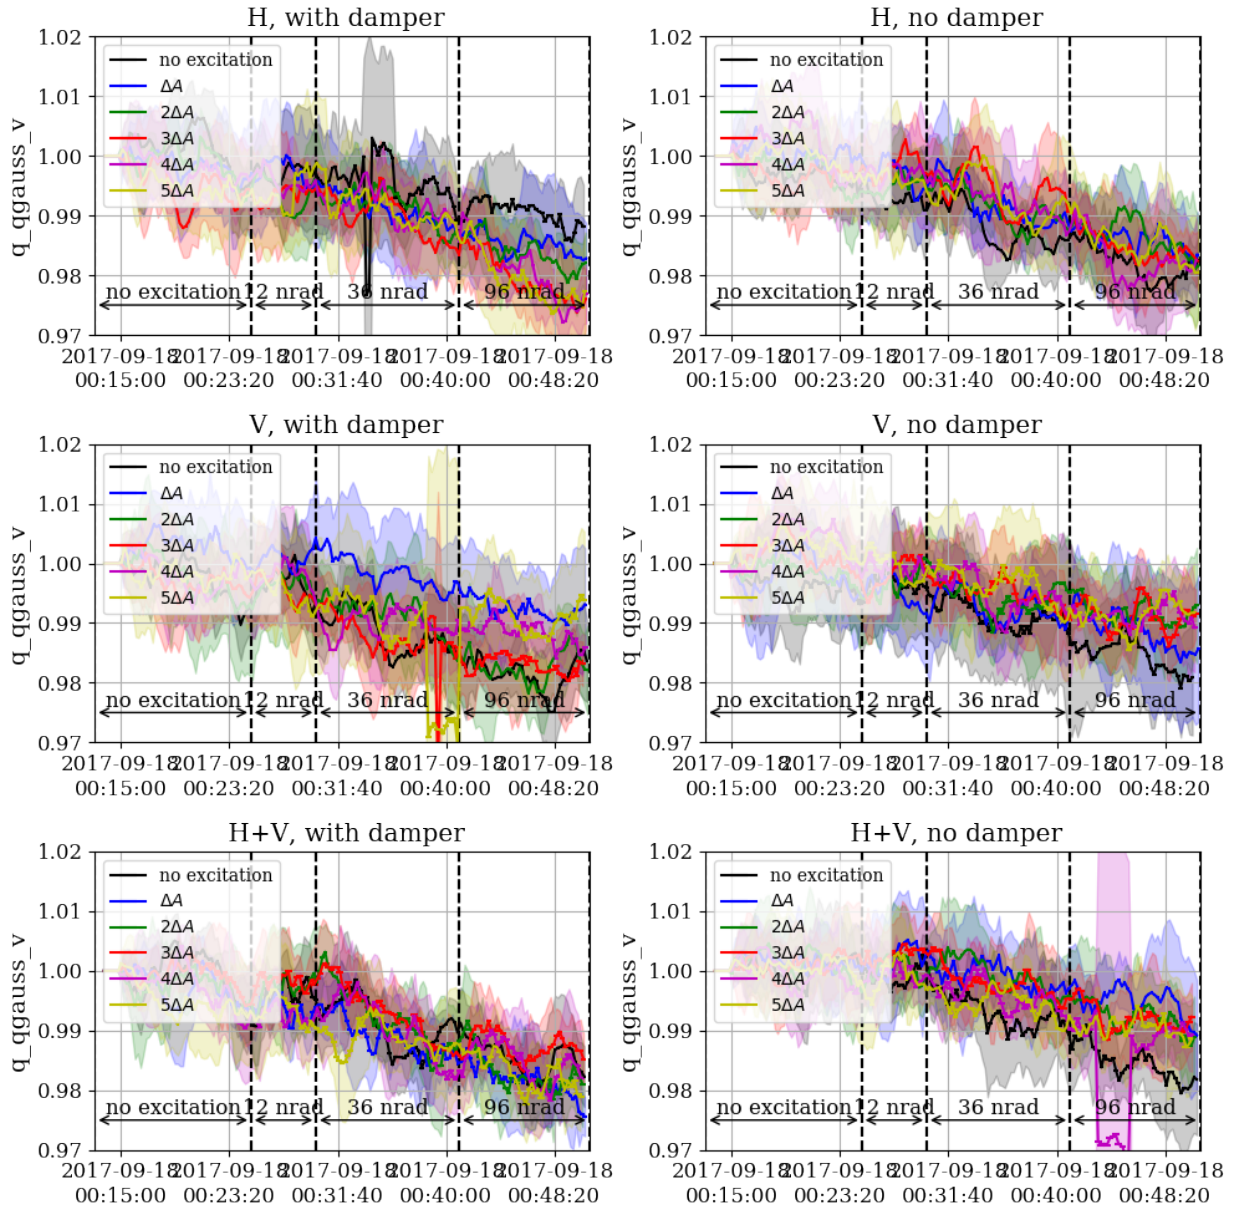 H, with damper
q_qgauss_v
1.02
1.01
1.00
0.99
0.98
0.97
no excitation
ΔA
2ΔA
3ΔA
4ΔA
5ΔA
no excitation
12 nrad
36 nrad
96 nrad
2017-09-18
00:15:00
2017-09-18
00:23:20
2017-09-18
00:31:40
2017-09-18
00:40:00
2017-09-18
00:48:20
H, no damper
q_qgauss_v
1.02
1.01
1.00
0.99
0.98
0.97
no excitation
ΔA
2ΔA
3ΔA
4ΔA
5ΔA
no excitation
12 nrad
36 nrad
96 nrad
2017-09-18
00:15:00
2017-09-18
00:23:20
2017-09-18
00:31:40
2017-09-18
00:40:00
2017-09-18
00:48:20
V, with damper
q_qgauss_v
1.02
1.01
1.00
0.99
0.98
0.97
no excitation
ΔA
2ΔA
3ΔA
4ΔA
5ΔA
no excitation
12 nrad
36 nrad
96 nrad
2017-09-18
00:15:00
2017-09-18
00:23:20
2017-09-18
00:31:40
2017-09-18
00:40:00
2017-09-18
00:48:20
V, no damper
q_qgauss_v
1.02
1.01
1.00
0.99
0.98
0.97
no excitation
ΔA
2ΔA
3ΔA
4ΔA
5ΔA
no excitation
12 nrad
36 nrad
96 nrad
2017-09-18
00:15:00
2017-09-18
00:23:20
2017-09-18
00:31:40
2017-09-18
00:40:00
2017-09-18
00:48:20
H+V, with damper
q_qgauss_v
1.02
1.01
1.00
0.99
0.98
0.97
no excitation
ΔA
2ΔA
3ΔA
4ΔA
5ΔA
no excitation
12 nrad
36 nrad
96 nrad
2017-09-18
00:15:00
2017-09-18
00:23:20
2017-09-18
00:31:40
2017-09-18
00:40:00
2017-09-18
00:48:20
H+V, no damper
q_qgauss_v
1.02
1.01
1.00
0.99
0.98
0.97
no excitation
ΔA
2ΔA
3ΔA
4ΔA
5ΔA
no excitation
12 nrad
36 nrad
96 nrad
2017-09-18
00:15:00
2017-09-18
00:23:20
2017-09-18
00:31:40
2017-09-18
00:40:00
2017-09-18
00:48:20